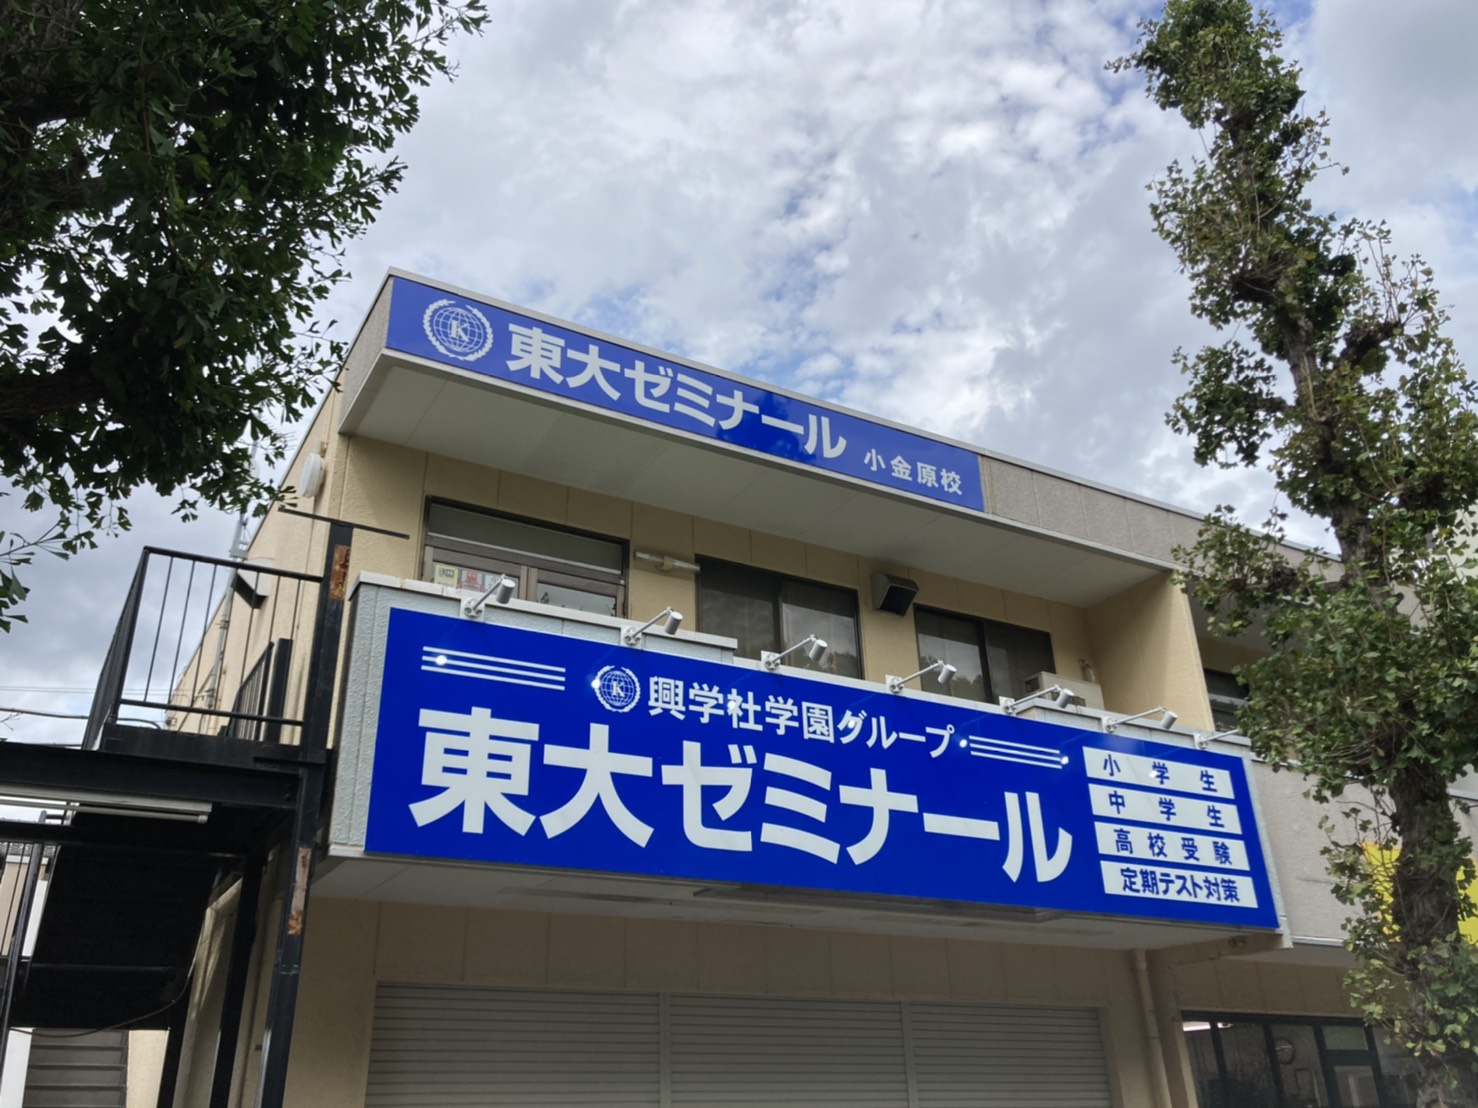 K
東大ゼミナール 小金原校
K
興学社学園グループ
東大ゼミナール
小学生
中学生
高校受験
定期テスト対策